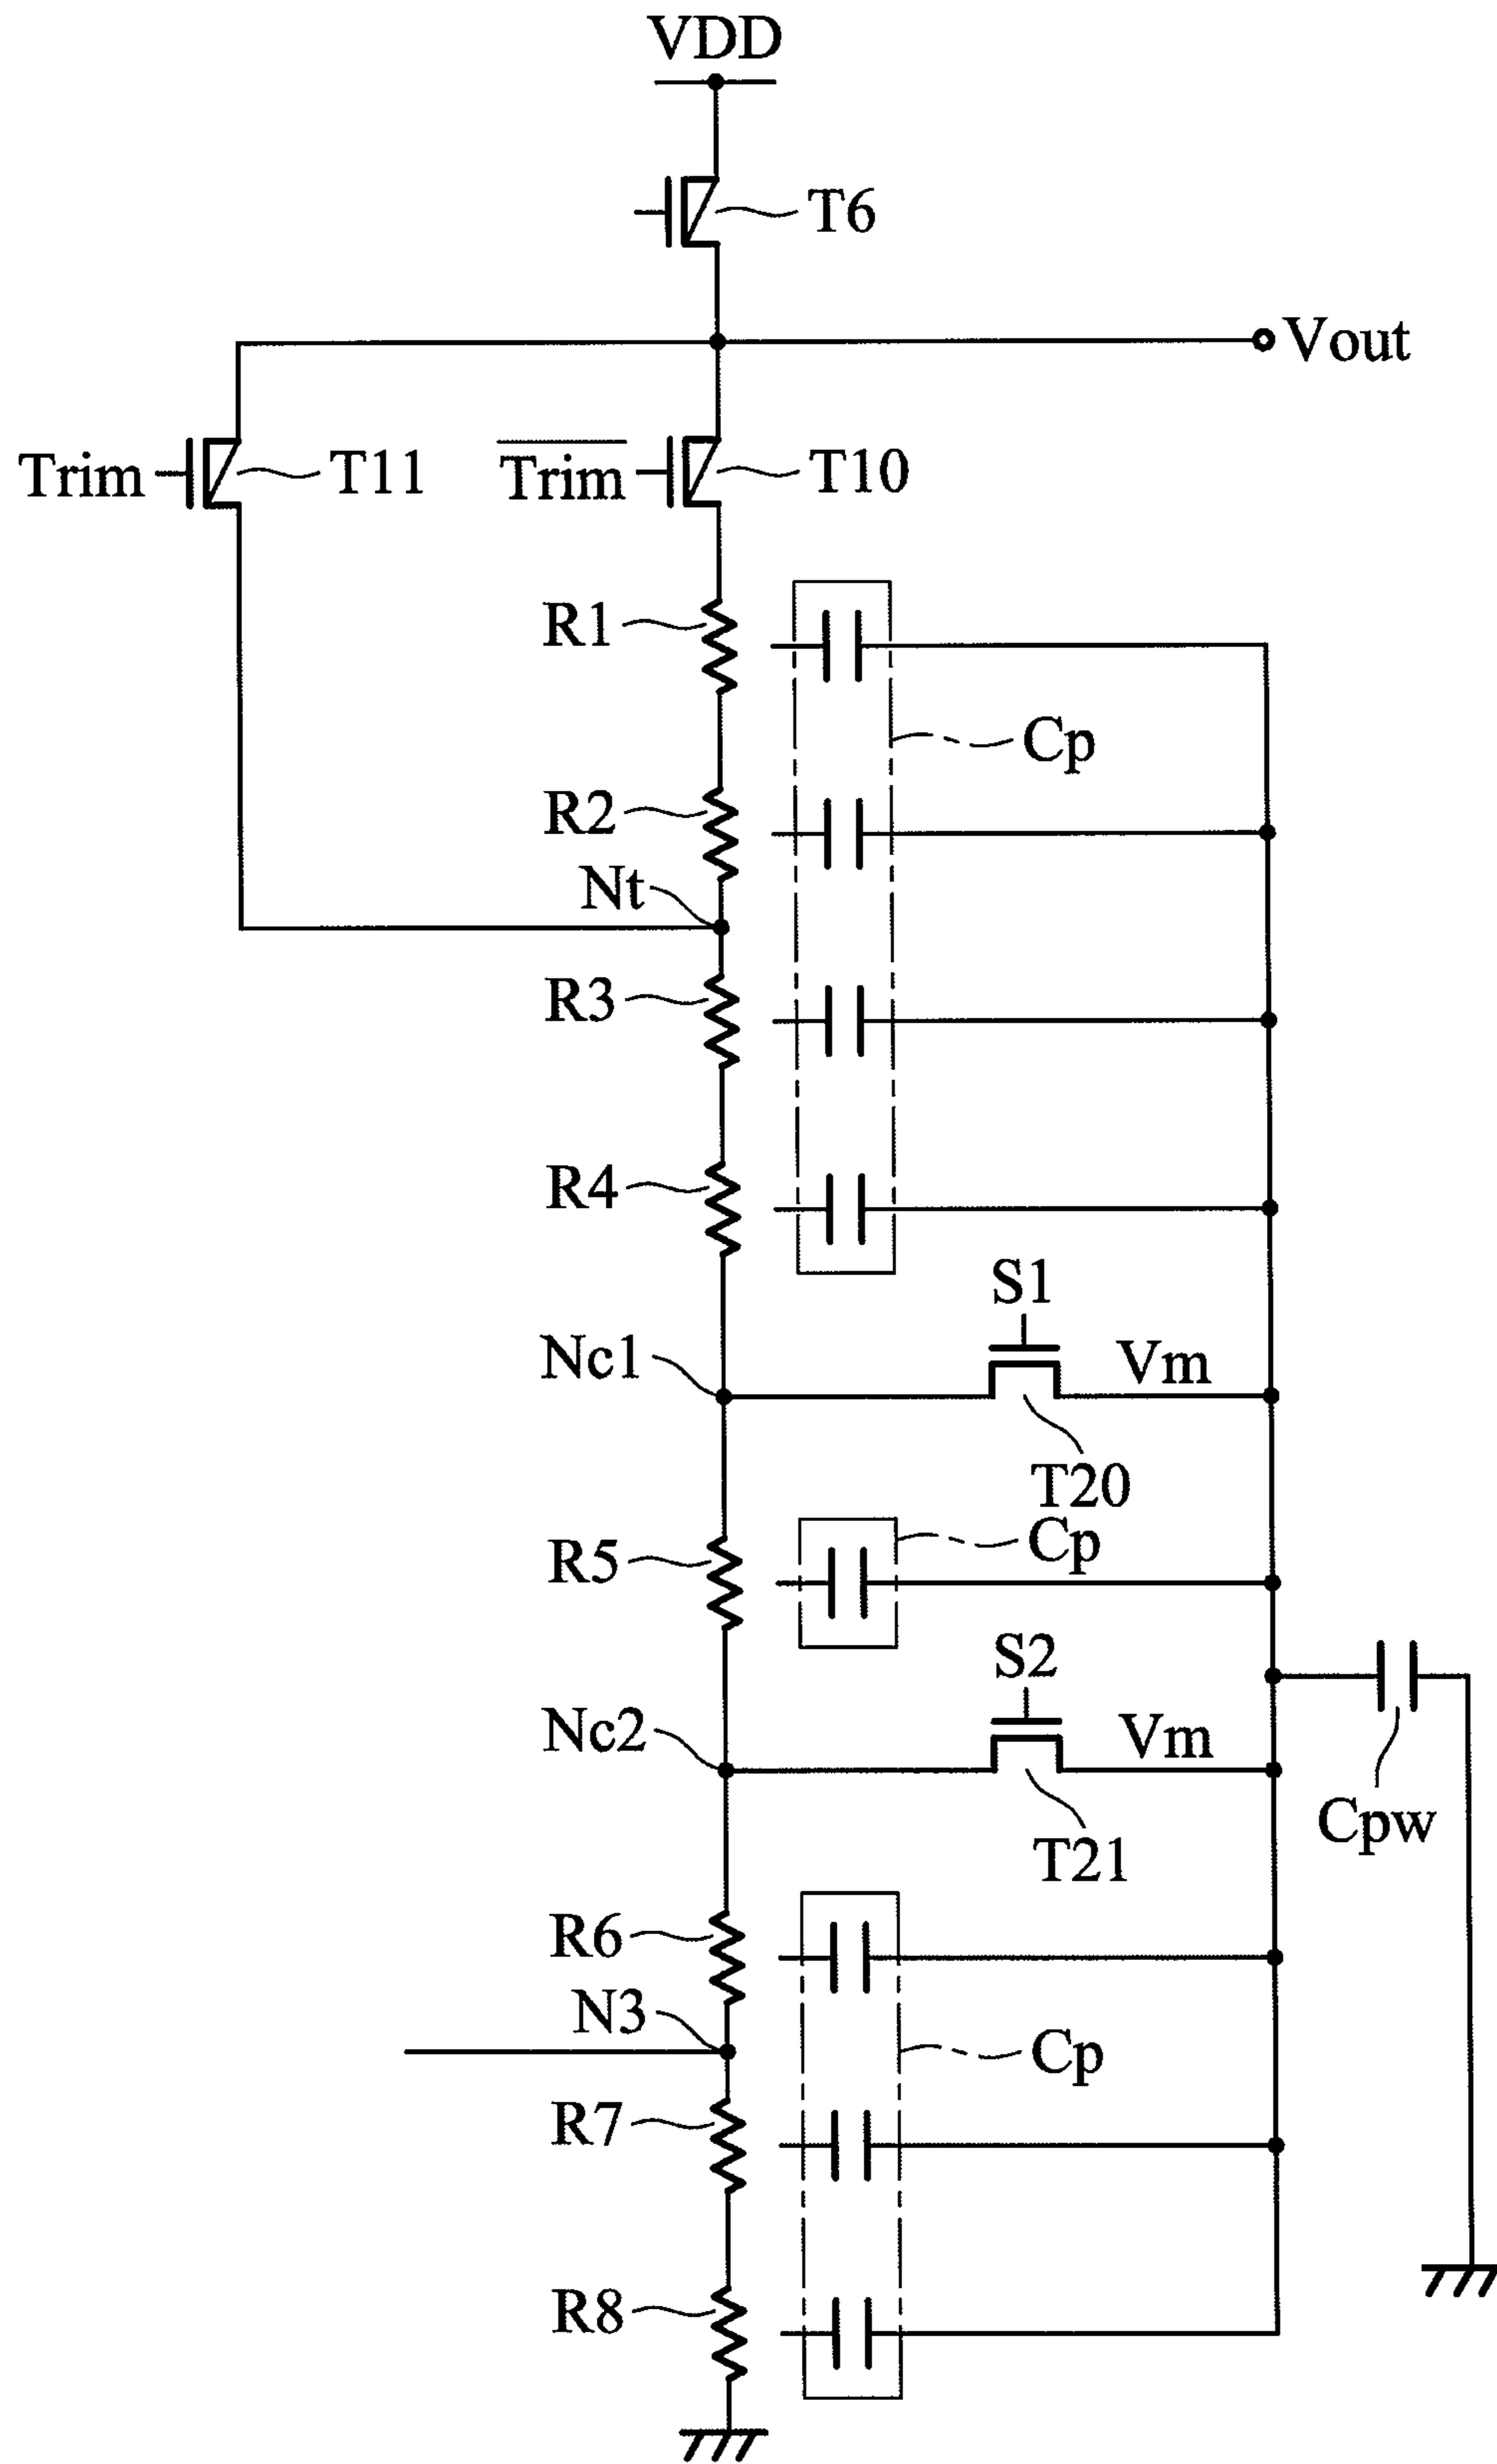 VDD
T6
Vout
Trim
T11
T̅r̅i̅m̅
T10
R1
Cp
R2
Nt
R3
R4
S1
Nc1
Vm
T20
R5
Cp
S2
Nc2
Vm
Cpw
T21
R6
N3
Cp
R7
R8